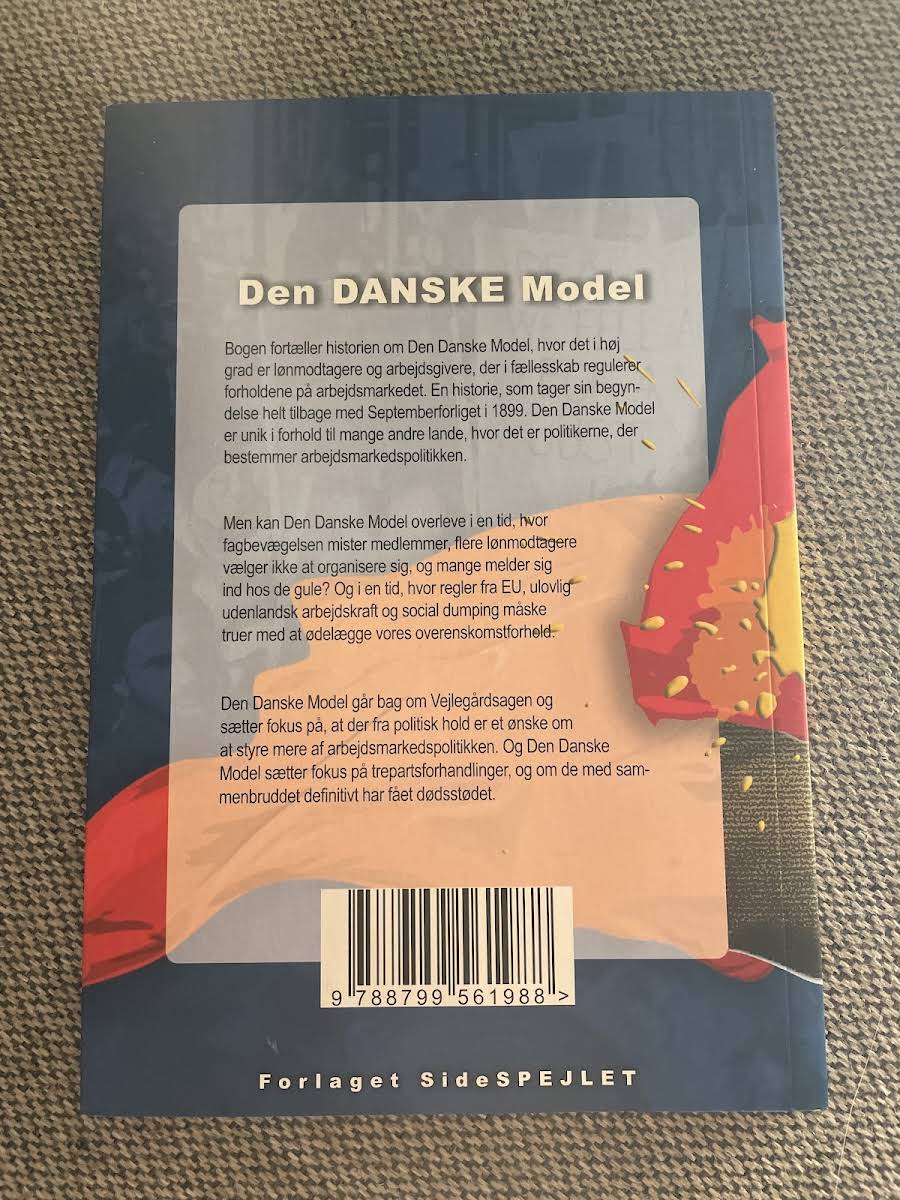 Den DANSKE Model
Bogen fortæller historien om Den Danske Model, hvor det i høj
grad er lønmodtagere og arbejdsgivere, der i fællesskab regulerer
forholdene på arbejdsmarkedet. En historie, som tager sin begyn-
delse helt tilbage med Septemberforliget i 1899. Den Danske Model
er unik i forhold til mange andre lande, hvor det er politikerne, der
bestemmer arbejdsmarkedspolitikken.
Men kan Den Danske Model overleve i en tid, hvor
fagbevægelsen mister medlemmer, flere lønmodtagere
vælger ikke at organisere sig, og mange melder sig
ind hos de gule? Og i en tid, hvor regler fra EU, ulovlig
udenlandsk arbejdskraft og social dumping måske
truer med at ødelægge vores overenskomstforhold.
Den Danske Model går bag om Vejlegårdsagen og
sætter fokus på, at der fra politisk hold er et ønske om
at styre mere af arbejdsmarkedspolitikken. Og Den Danske
Model sætter fokus på trepartsforhandlinger, og om de med sam-
menbruddet definitivt har fået dødsstødet.
9 788799 561988 >
Forlaget SideSPEJLET